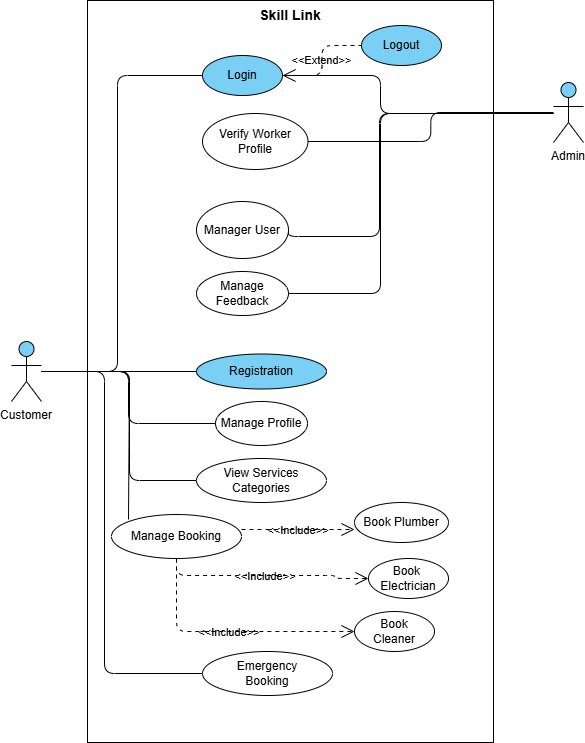 Skill Link
Logout
<<Extend>>
Login
Verify Worker
Profile
Admin
Manager User
Manage
Feedback
Customer
Registration
Manage Profile
View Services
Categories
Manage Booking
<<Include>>
Book Plumber
<<Include>>
Book
Electrician
<<Include>>
Book
Cleaner
Emergency
Booking